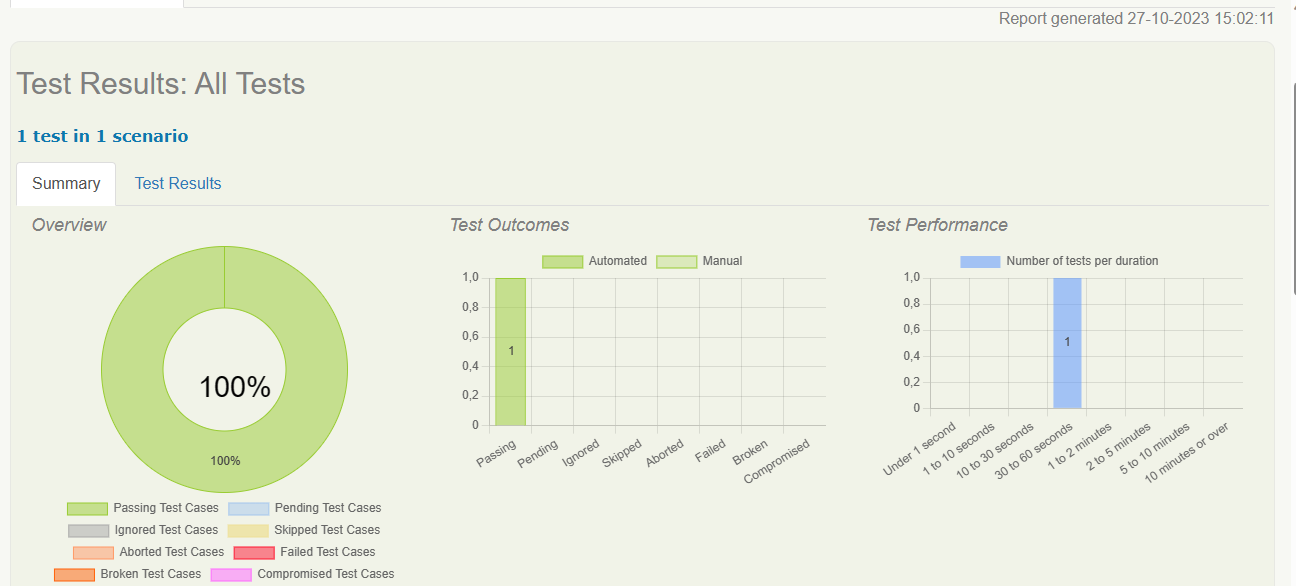 Report generated 27-10-2023 15:02:11
Test Results: All Tests
1 test in 1 scenario
Summary
Test Results
Overview
100%
100%
Passing Test Cases
Pending Test Cases
Ignored Test Cases
Skipped Test Cases
Aborted Test Cases
Failed Test Cases
Broken Test Cases
Compromised Test Cases
Test Outcomes
Automated
Manual
1,0
0,8
0,6
0,4
0,2
0
1
Passing
Pending
Ignored
Skipped
Aborted
Failed
Broken
Compromised
Test Performance
Number of tests per duration
1,0
0,8
0,6
0,4
0,2
0
1
Under 1 second
1 to 10 seconds
10 to 30 seconds
30 to 60 seconds
1 to 2 minutes
2 to 5 minutes
5 to 10 minutes
10 minutes or over